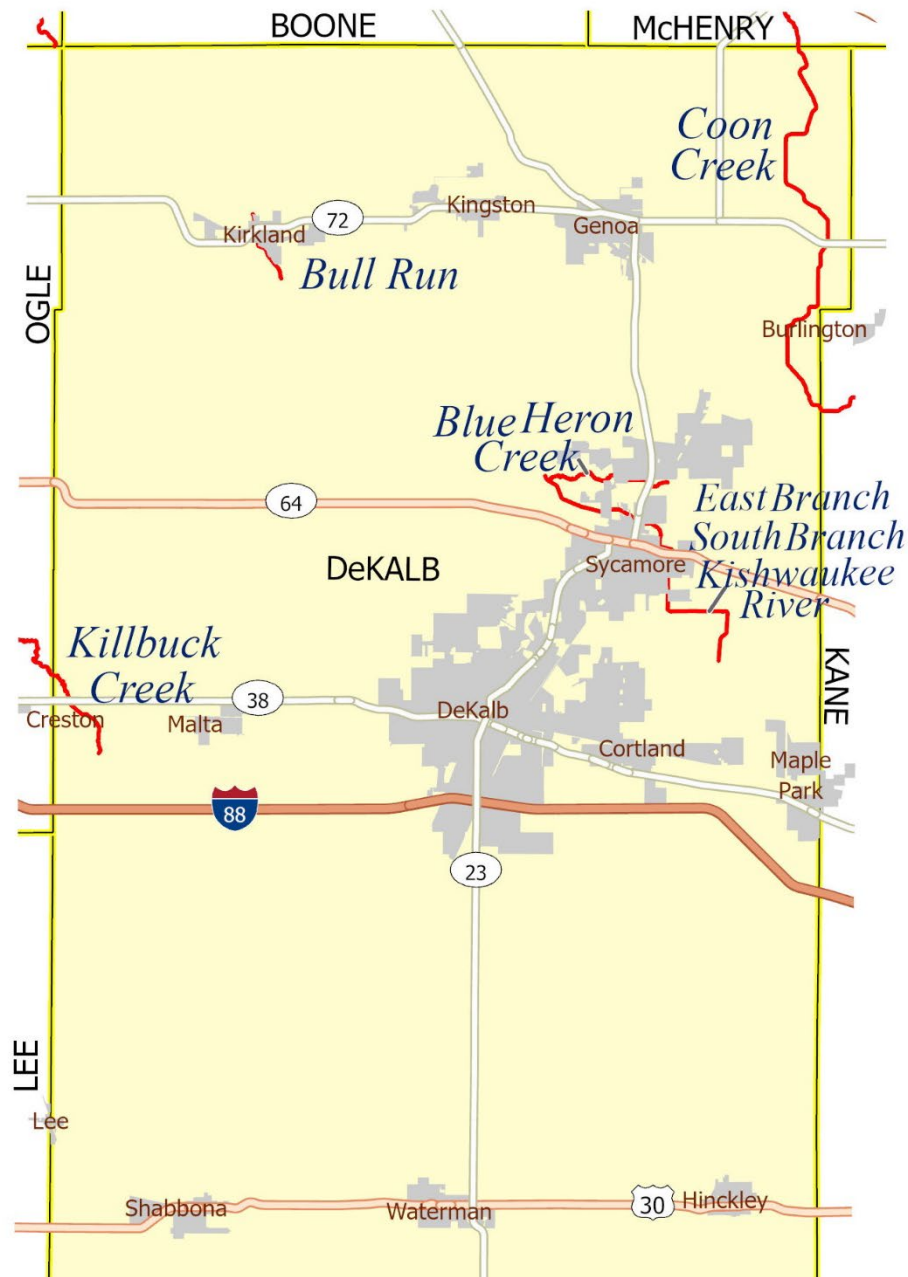 BOONE
McHENRY
Coon
Creek
Kingston
72
Genoa
Kirkland
Bull Run
OGLE
Burlington
Blue Heron
Creek
East Branch
South Branch
Kishwaukee
River
64
Sycamore
DeKALB
Killbuck
Creek
KANE
38
DeKalb
Creston
Malta
Cortland
Maple
Park
88
23
LEE
Lee
Shabbona
Waterman
30
Hinckley